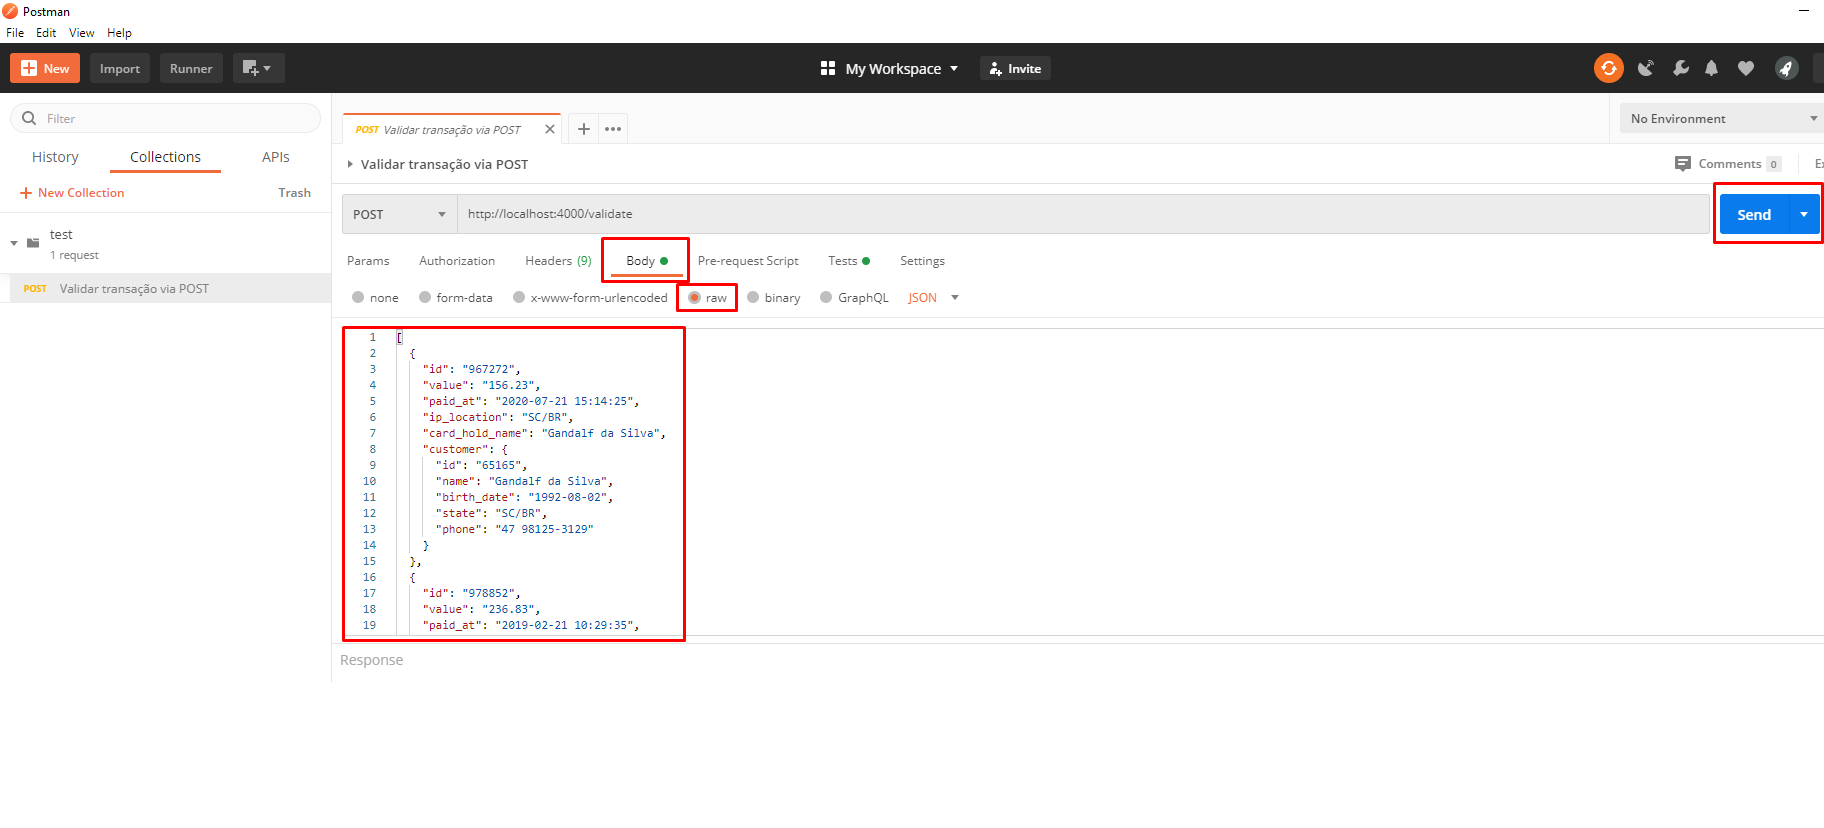 Postman
File Edit View Help
New Import Runner My Workspace Invite
Filter
History Collections APIs
New Collection Trash
test
1 request
POST Validar transação via POST
POST Validar transação via POST
No Environment
Validar transação via POST
Comments 0
POST http://localhost:4000/validate Send
Params Authorization Headers (9) Body Pre-request Script Tests Settings
none form-data x-www-form-urlencoded raw binary GraphQL JSON
1 [
2 {
3 "id": "967272",
4 "value": "156.23",
5 "paid_at": "2020-07-21 15:14:25",
6 "ip_location": "SC/BR",
7 "card_hold_name": "Gandalf da Silva",
8 "customer": {
9 "id": "65165",
10 "name": "Gandalf da Silva",
11 "birth_date": "1992-08-02",
12 "state": "SC/BR",
13 "phone": "47 98125-3129"
14 }
15 },
16 {
17 "id": "978852",
18 "value": "236.83",
19 "paid_at": "2019-02-21 10:29:35",
Response